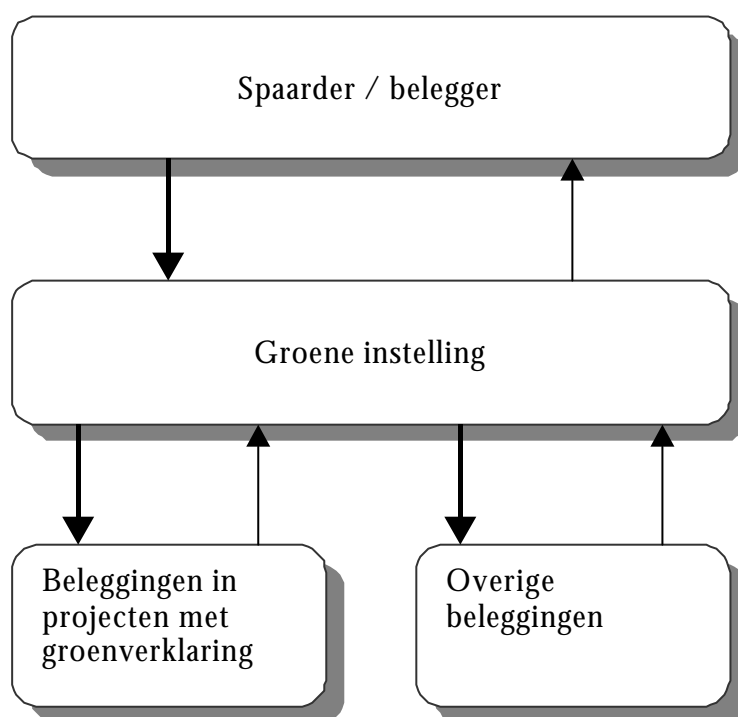 Spaarder / belegger
Groene instelling
Beleggingen in
projecten met
groenverklaring
Overige
beleggingen